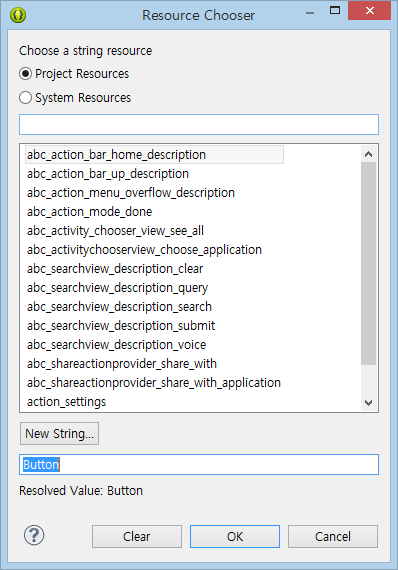 Resource Chooser
Choose a string resource
Project Resources
System Resources
abc_action_bar_home_description
abc_action_bar_up_description
abc_action_menu_overflow_description
abc_action_mode_done
abc_activity_chooser_view_see_all
abc_activitychooserview_choose_application
abc_searchview_description_clear
abc_searchview_description_query
abc_searchview_description_search
abc_searchview_description_submit
abc_searchview_description_voice
abc_shareactionprovider_share_with
abc_shareactionprovider_share_with_application
action_settings
New String...
Button
Resolved Value: Button
? Clear OK Cancel